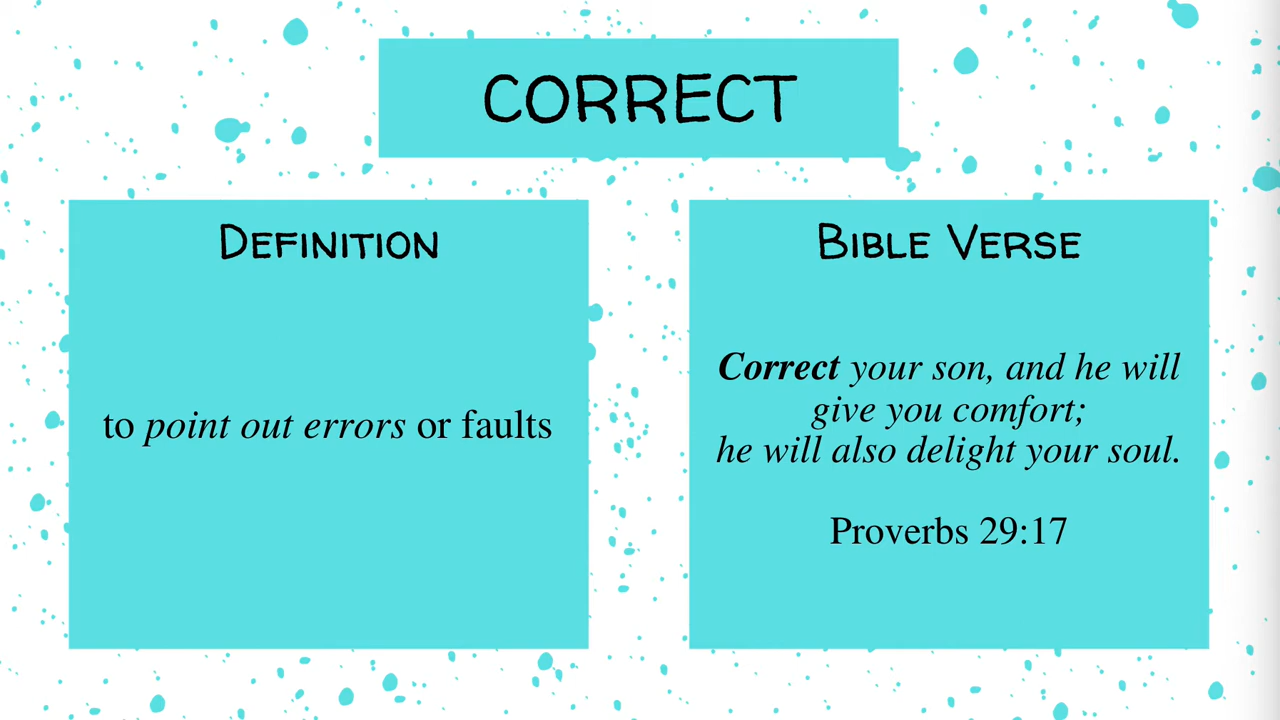 CORRECT
Definition
to point out errors or faults
Bible Verse
Correct your son, and he will
give you comfort;
he will also delight your soul.
Proverbs 29:17